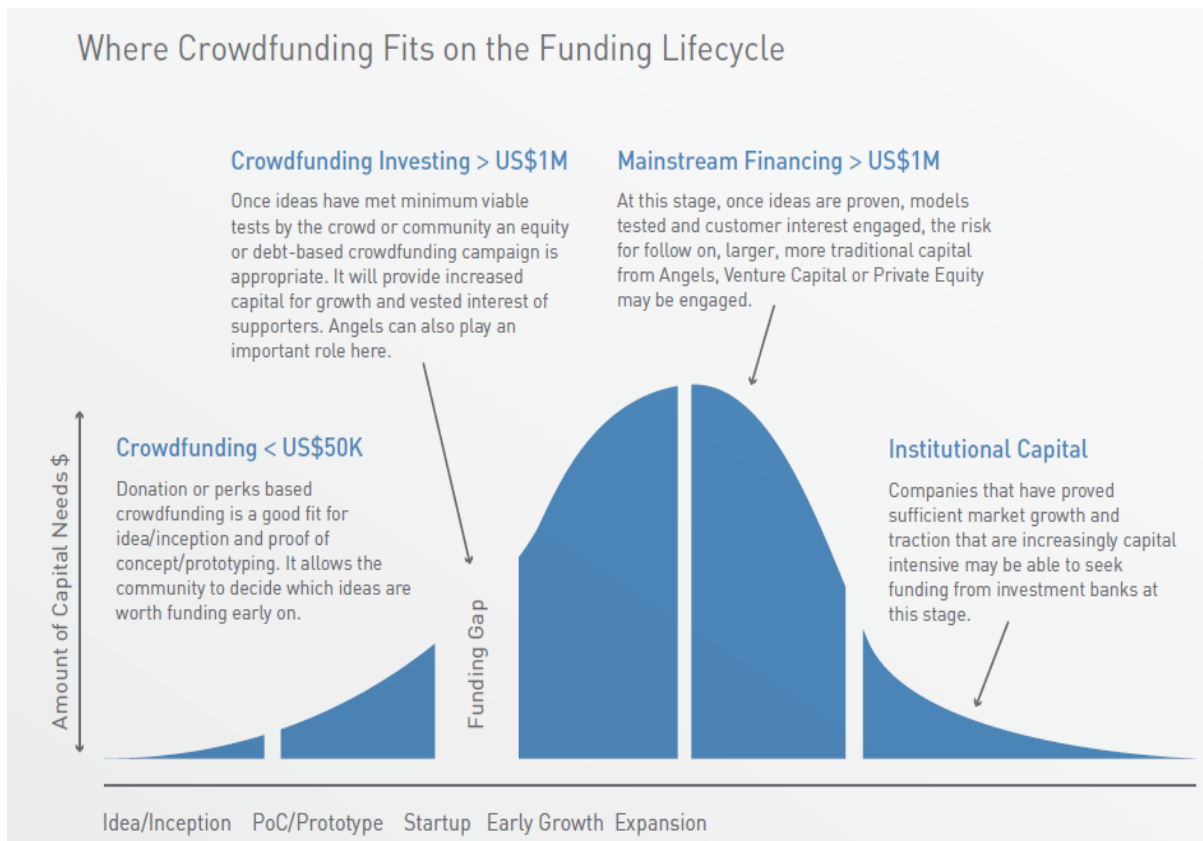 Where Crowdfunding Fits on the Funding Lifecycle
Crowdfunding Investing > US$1M
Once ideas have met minimum viable
tests by the crowd or community an equity
or debt-based crowdfunding campaign is
appropriate. It will provide increased
capital for growth and vested interest of
supporters. Angels can also play an
important role here.
Mainstream Financing > US$1M
At this stage, once ideas are proven, models
tested and customer interest engaged, the risk
for follow on, larger, more traditional capital
from Angels, Venture Capital or Private Equity
may be engaged.
Amount of Capital Needs $
Crowdfunding < US$50K
Donation or perks based
crowdfunding is a good fit for
idea/inception and proof of
concept/prototyping. It allows the
community to decide which ideas are
worth funding early on.
Funding Gap
Institutional Capital
Companies that have proved
sufficient market growth and
traction that are increasingly capital
intensive may be able to seek
funding from investment banks at
this stage.
Idea/Inception PoC/Prototype Startup Early Growth Expansion